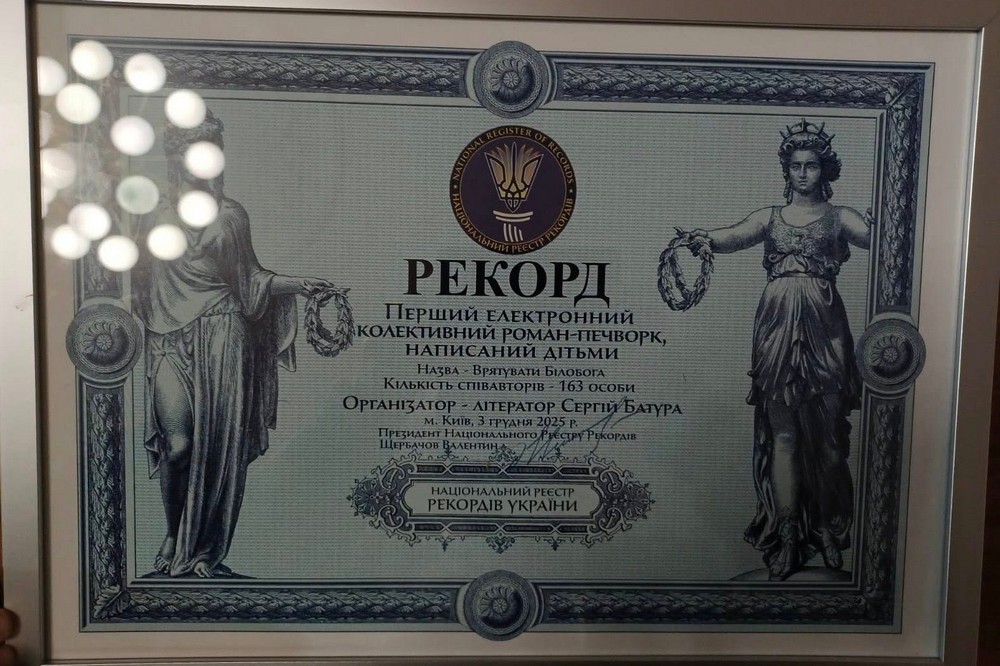 NATIONAL REGISTER OF RECORDS
НАЦІОНАЛЬНИЙ РЕЄСТР РЕКОРДІВ
РЕКОРД
Перший електронний
колективний роман-печворк,
написаний дітьми
Назва - Врятувати Білобога
Кількість співавторів - 163 особи
Організатор - літератор Сергій Батура
м. Київ, 3 грудня 2025 р.
Президент Національного Реєстру Рекордів
Щербачов Валентин
НАЦІОНАЛЬНИЙ РЕЄСТР
РЕКОРДІВ УКРАЇНИ